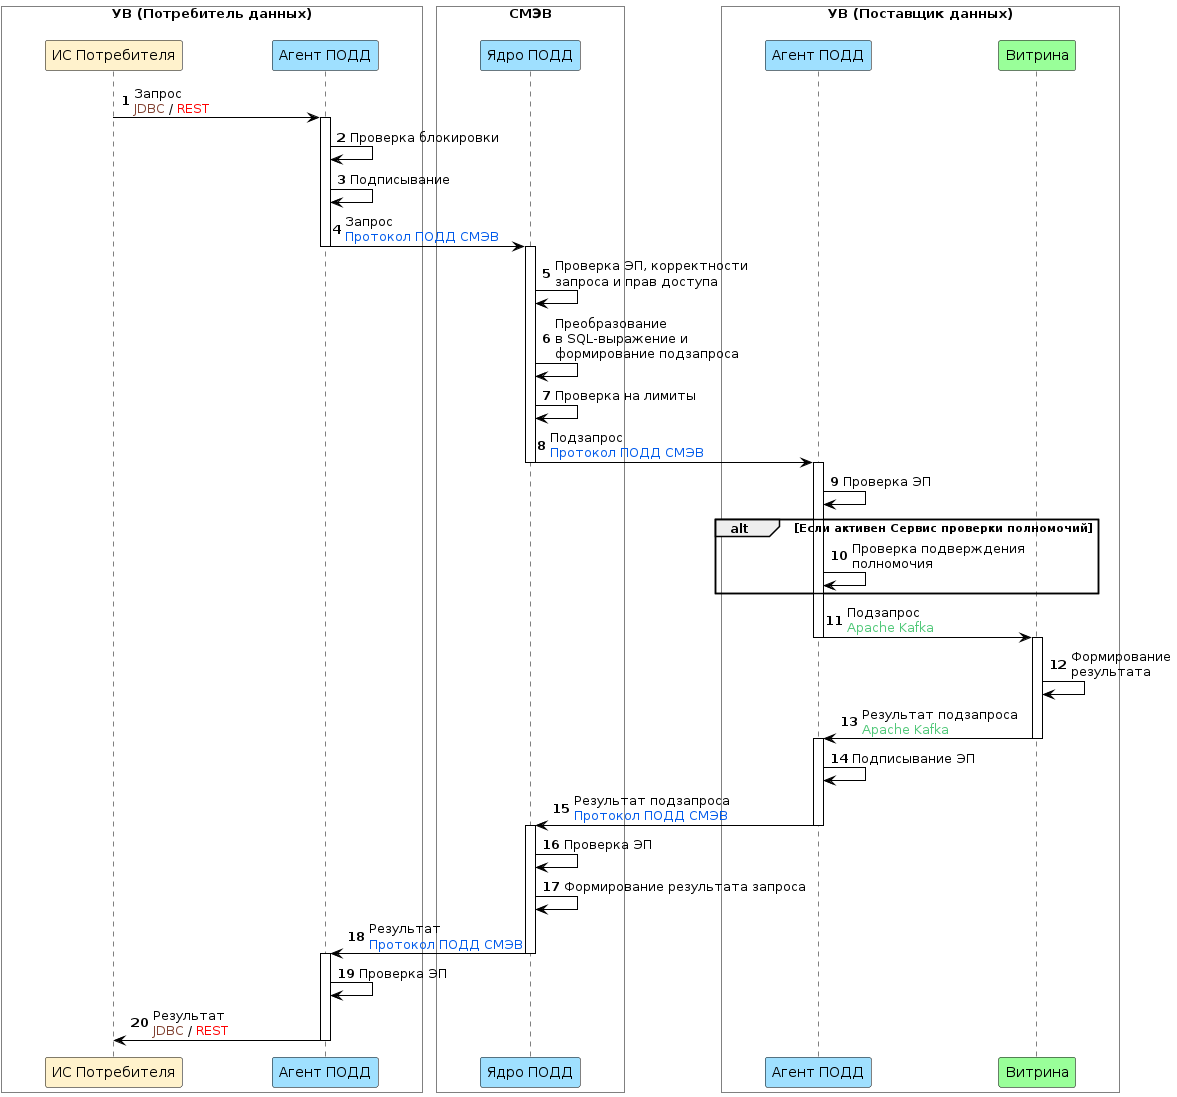 УВ (Потребитель данных)
СМЭВ
УВ (Поставщик данных)
ИС Потребителя
Агент ПОДД
Ядро ПОДД
Агент ПОДД
Витрина
1 Запрос
JDBC / REST
2 Проверка блокировки
3 Подписывание
4 Запрос
Протокол ПОДД СМЭВ
5 Проверка ЭП, корректности
запроса и прав доступа
6 Преобразование
в SQL-выражение и
формирование подзапроса
7 Проверка на лимиты
8 Подзапрос
Протокол ПОДД СМЭВ
9 Проверка ЭП
alt [Если активен Сервис проверки полномочий]
10 Проверка подверждения
полномочия
11 Подзапрос
Apache Kafka
12 Формирование
результата
13 Результат подзапроса
Apache Kafka
14 Подписывание ЭП
15 Результат подзапроса
Протокол ПОДД СМЭВ
16 Проверка ЭП
17 Формирование результата запроса
18 Результат
Протокол ПОДД СМЭВ
19 Проверка ЭП
20 Результат
JDBC / REST
ИС Потребителя
Агент ПОДД
Ядро ПОДД
Агент ПОДД
Витрина